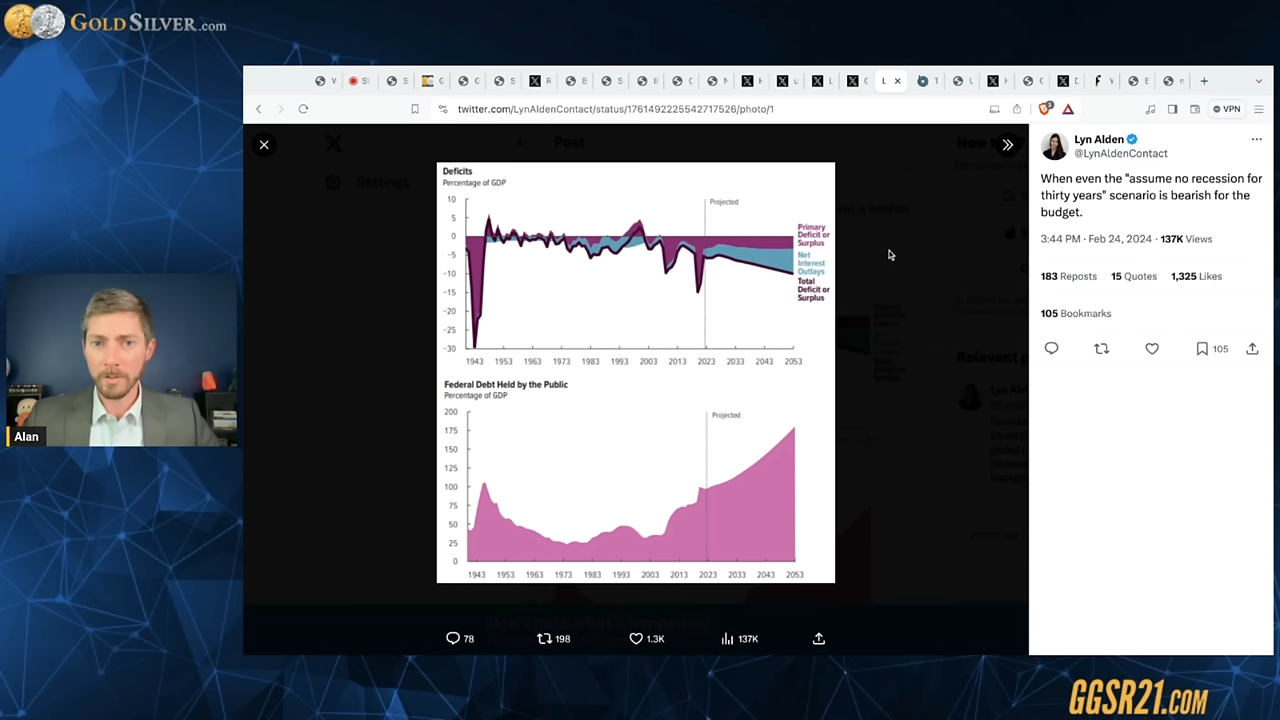 GOLDSILVER.com
twitter.com/LynAldenContact/status/1761492225542717526/photo/1
VPN
Post
Settings
Deficits
Percentage of GDP
Projected
10
5
0
-5
-10
-15
-20
-25
-30
1943 1953 1963 1973 1983 1993 2003 2013 2023 2033 2043 2053
Primary
Deficit or
Surplus
Net
Interest
Outlays
Total
Deficit or
Surplus
Federal Debt Held by the Public
Percentage of GDP
Projected
200
175
150
125
100
75
50
25
0
1943 1953 1963 1973 1983 1993 2003 2013 2023 2033 2043 2053
78 198 1.3K 137K
Lyn Alden
@LynAldenContact
When even the "assume no recession for
thirty years" scenario is bearish for the
budget.
3:44 PM · Feb 24, 2024 · 137K Views
183 Reposts 15 Quotes 1,325 Likes
105 Bookmarks
105
Alan
GGSR21.COM